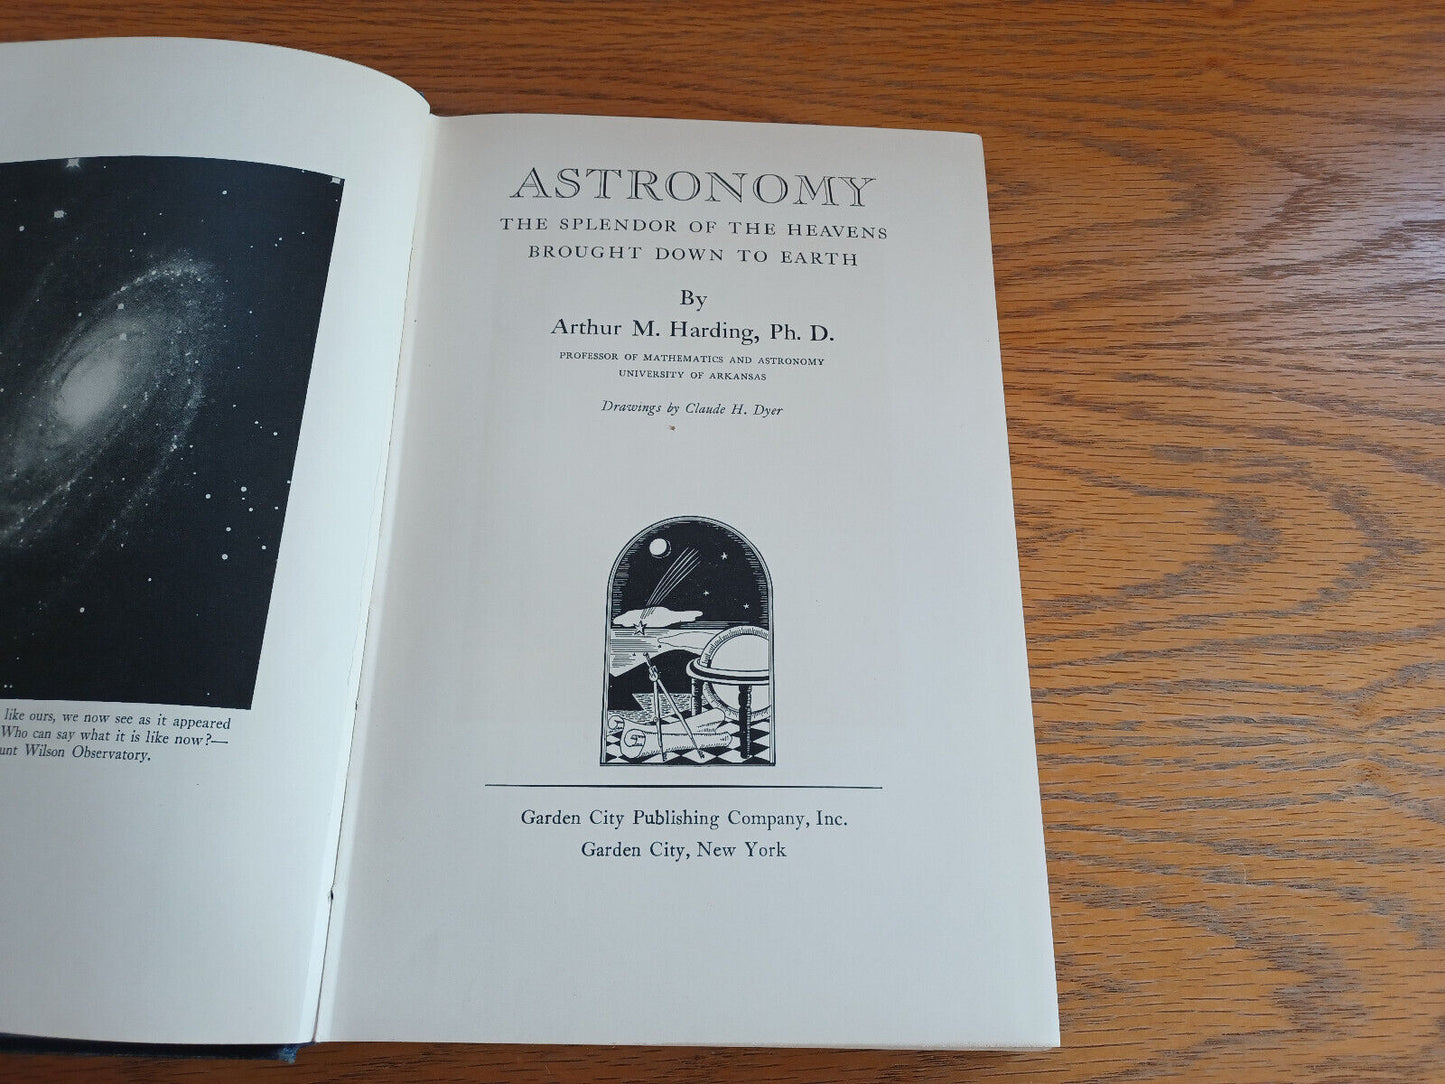 like ours, we now see as it appeared
Who can say what it is like now?—
unt Wilson Observatory.
ASTRONOMY
THE SPLENDOR OF THE HEAVENS
BROUGHT DOWN TO EARTH
By
Arthur M. Harding, Ph. D.
PROFESSOR OF MATHEMATICS AND ASTRONOMY
UNIVERSITY OF ARKANSAS
Drawings by Claude H. Dyer
Garden City Publishing Company, Inc.
Garden City, New York